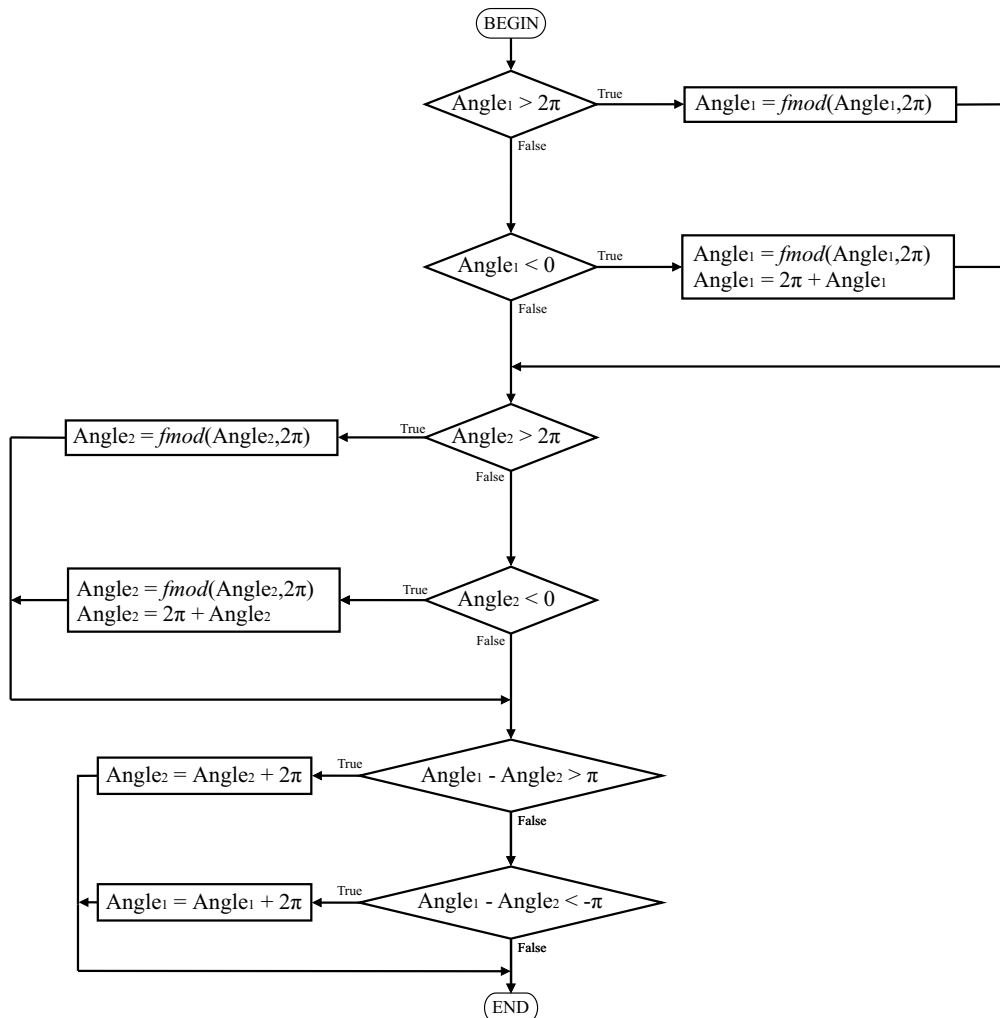 BEGIN
Angle₁ > 2π
True
Angle₁ = fmod(Angle₁,2π)
False
Angle₁ < 0
True
Angle₁ = fmod(Angle₁,2π)
Angle₁ = 2π + Angle₁
False
Angle₂ = fmod(Angle₂,2π)
True
Angle₂ > 2π
False
Angle₂ = fmod(Angle₂,2π)
Angle₂ = 2π + Angle₂
True
Angle₂ < 0
False
Angle₂ = Angle₂ + 2π
True
Angle₁ - Angle₂ > π
False
Angle₁ = Angle₁ + 2π
True
Angle₁ - Angle₂ < -π
False
END